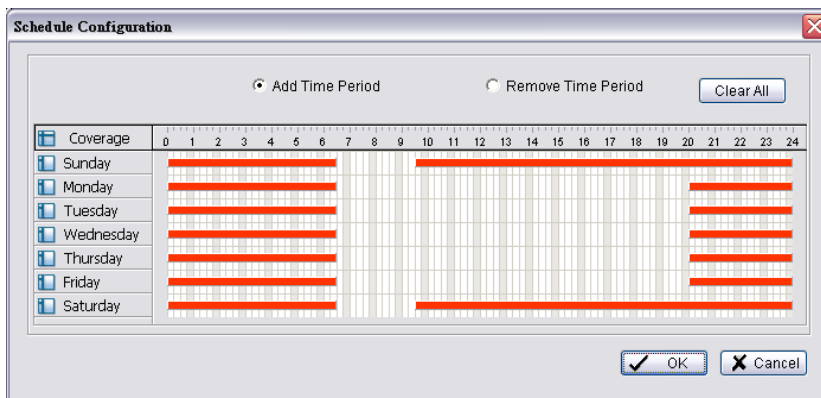 Schedule Configuration
Add Time Period Remove Time Period Clear All
Coverage 0 1 2 3 4 5 6 7 8 9 10 11 12 13 14 15 16 17 18 19 20 21 22 23 24
Sunday
Monday
Tuesday
Wednesday
Thursday
Friday
Saturday
OK Cancel